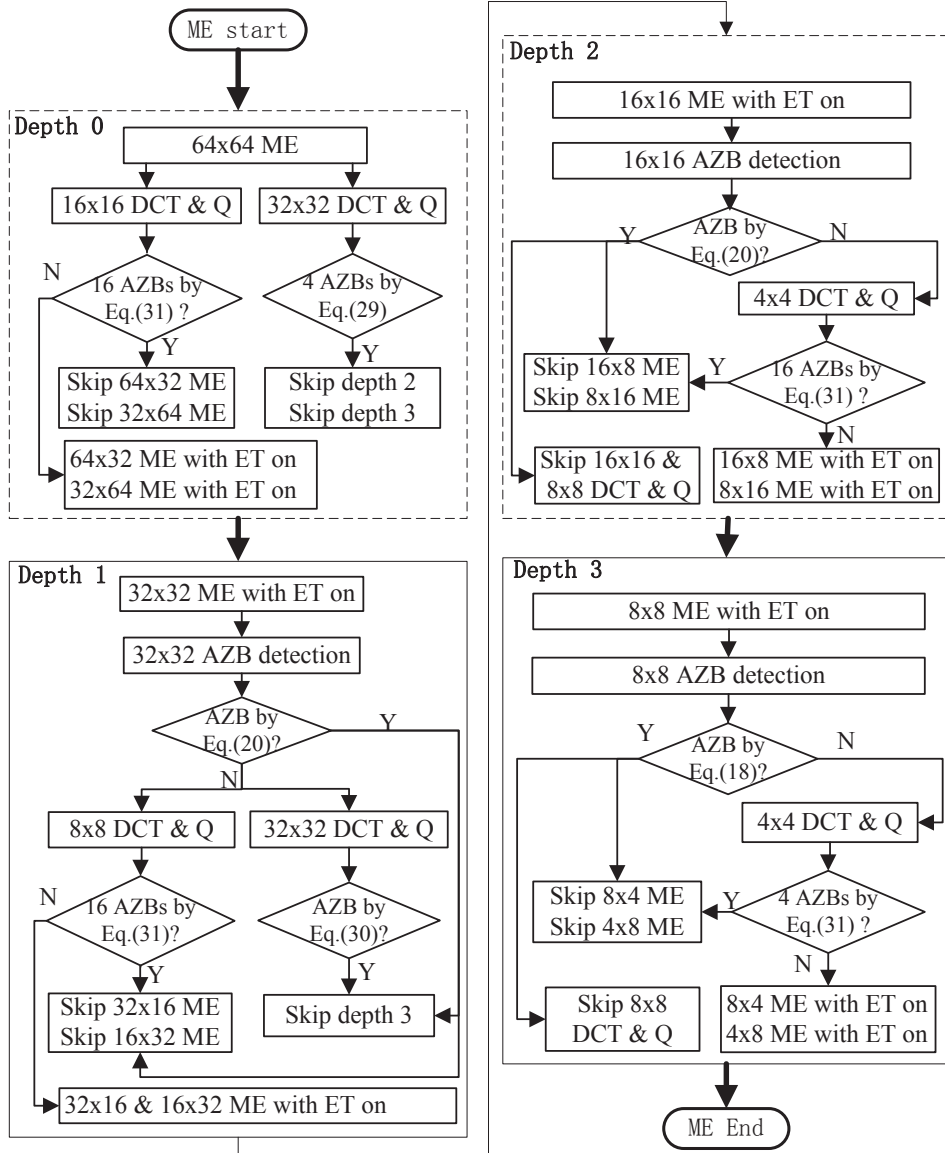 ME start
Depth 0
64x64 ME
16x16 DCT & Q
32x32 DCT & Q
N
16 AZBs by
Eq.(31) ?
4 AZBs by
Eq.(29)
Y
Y
Skip 64x32 ME
Skip 32x64 ME
Skip depth 2
Skip depth 3
64x32 ME with ET on
32x64 ME with ET on
Depth 1
32x32 ME with ET on
32x32 AZB detection
AZB by
Eq.(20)?
Y
N
8x8 DCT & Q
32x32 DCT & Q
N
16 AZBs by
Eq.(31)?
AZB by
Eq.(30)?
Y
Y
Skip 32x16 ME
Skip 16x32 ME
Skip depth 3
32x16 & 16x32 ME with ET on
Depth 2
16x16 ME with ET on
16x16 AZB detection
Y
AZB by
Eq.(20)?
N
4x4 DCT & Q
Skip 16x8 ME
Skip 8x16 ME
Y
16 AZBs by
Eq.(31) ?
N
Skip 16x16 &
8x8 DCT & Q
16x8 ME with ET on
8x16 ME with ET on
Depth 3
8x8 ME with ET on
8x8 AZB detection
Y
AZB by
Eq.(18)?
N
4x4 DCT & Q
Skip 8x4 ME
Skip 4x8 ME
Y
4 AZBs by
Eq.(31) ?
N
Skip 8x8
DCT & Q
8x4 ME with ET on
4x8 ME with ET on
ME End